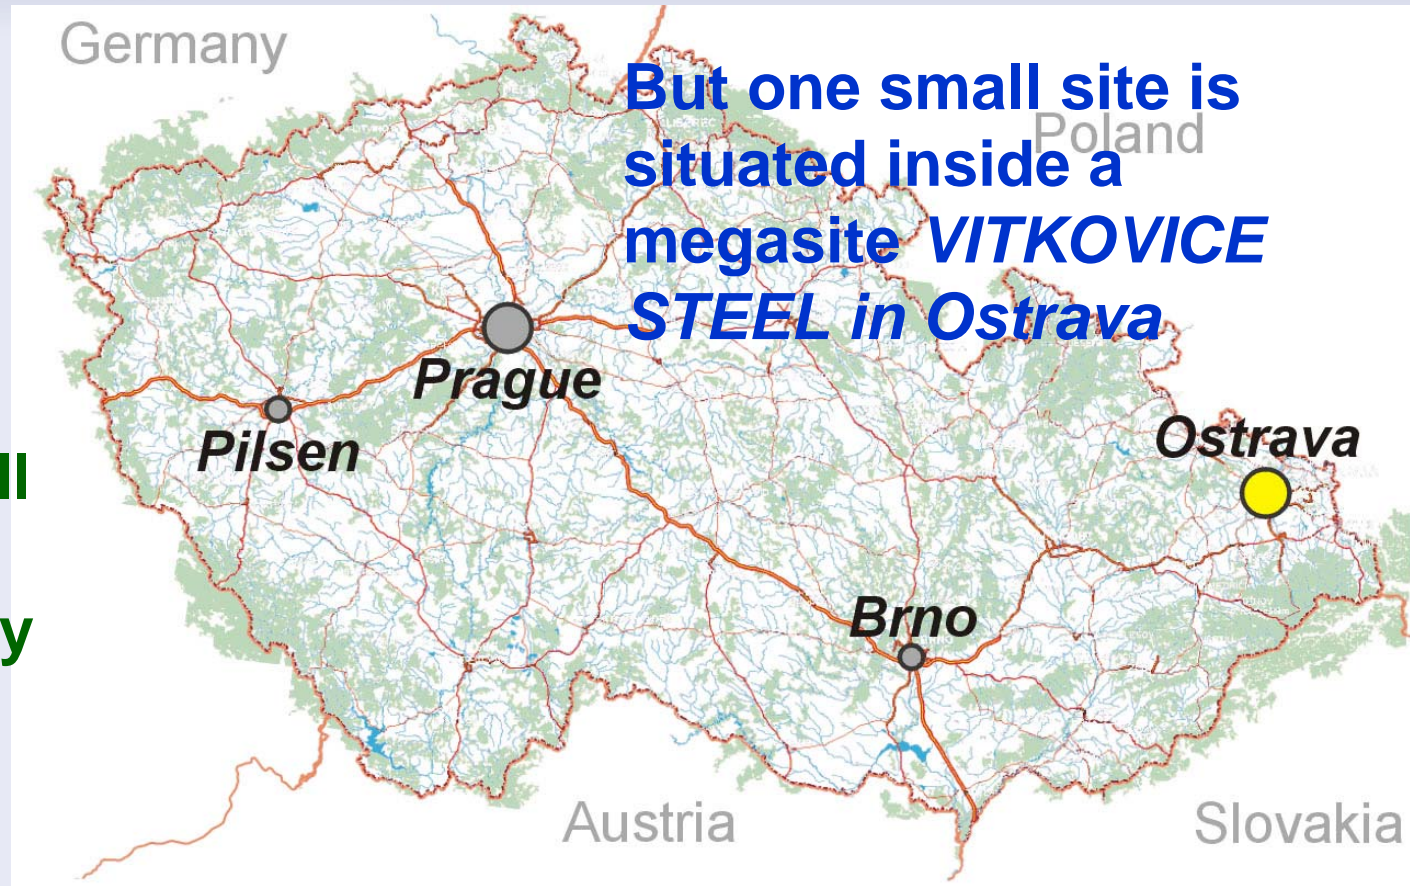 Germany
But one small site is
situated inside a
Poland
megasite VITKOVICE
STEEL in Ostrava
Prague
Pilsen
Ostrava
ll
y
Brno
Austria
Slovakia